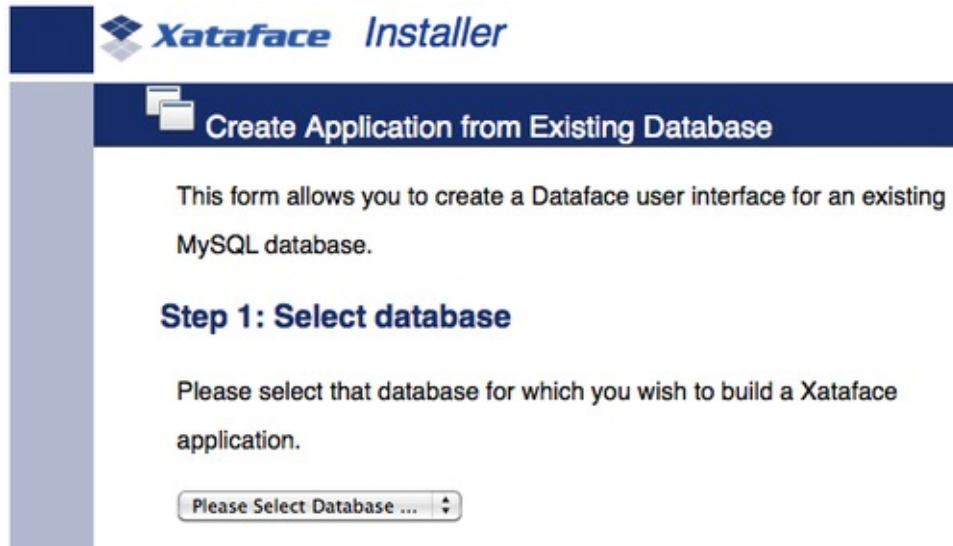 Xataface Installer
Create Application from Existing Database
This form allows you to create a Dataface user interface for an existing
MySQL database.
Step 1: Select database
Please select that database for which you wish to build a Xataface
application.
Please Select Database ...